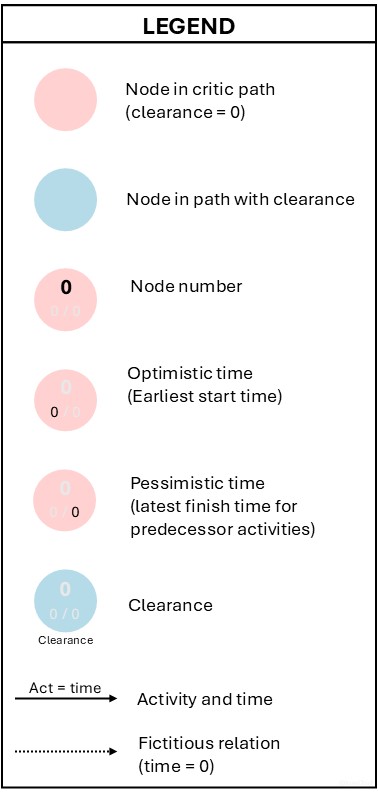 LEGEND
Node in critic path
(clearance = 0)
Node in path with clearance
0
0 / 0
Node number
0
0 / 0
Optimistic time
(Earliest start time)
0
0 / 0
Pessimistic time
(latest finish time for
predecessor activities)
0
0 / 0
Clearance
Clearance
Act = time
Activity and time
Fictitious relation
(time = 0)